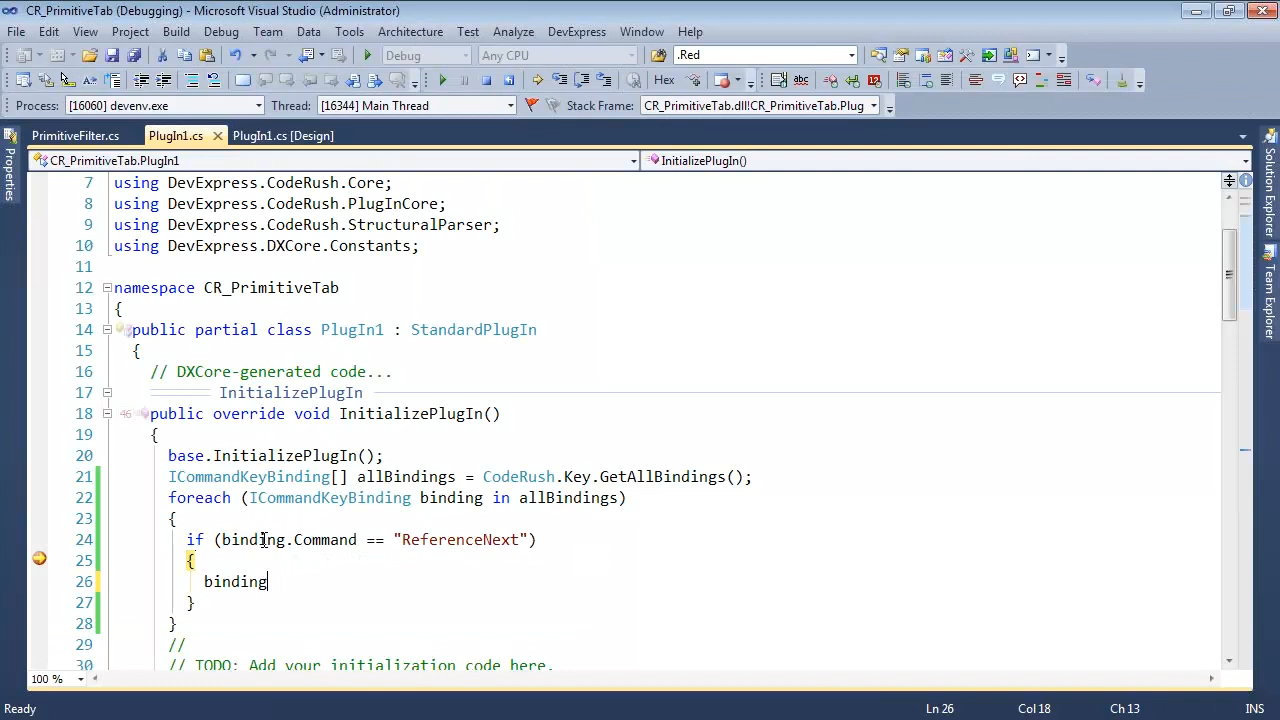 CR_PrimitiveTab (Debugging) - Microsoft Visual Studio (Administrator)
File Edit View Project Build Debug Team Data Tools Architecture Test Analyze DevExpress Window Help
Debug Any CPU .Red
Hex
Process: [16060] devenv.exe Thread: [16344] Main Thread Stack Frame: CR_PrimitiveTab.dll!CR_PrimitiveTab.Plug
PrimitiveFilter.cs PlugIn1.cs PlugIn1.cs [Design]
CR_PrimitiveTab.PlugIn1 InitializePlugIn()
Properties
Solution Explorer
Team Explorer
7 using DevExpress.CodeRush.Core;
8 using DevExpress.CodeRush.PlugInCore;
9 using DevExpress.CodeRush.StructuralParser;
10 using DevExpress.DXCore.Constants;
11
12 namespace CR_PrimitiveTab
13 {
14 public partial class PlugIn1 : StandardPlugIn
15 {
16 // DXCore-generated code...
17 InitializePlugIn
18 46 public override void InitializePlugIn()
19 {
20 base.InitializePlugIn();
21 ICommandKeyBinding[] allBindings = CodeRush.Key.GetAllBindings();
22 foreach (ICommandKeyBinding binding in allBindings)
23 {
24 if (binding.Command == "ReferenceNext")
25 {
26 binding
27 }
28 }
29 //
30 // TODO: Add your initialization code here.
100 %
Ready Ln 26 Col 18 Ch 13 INS